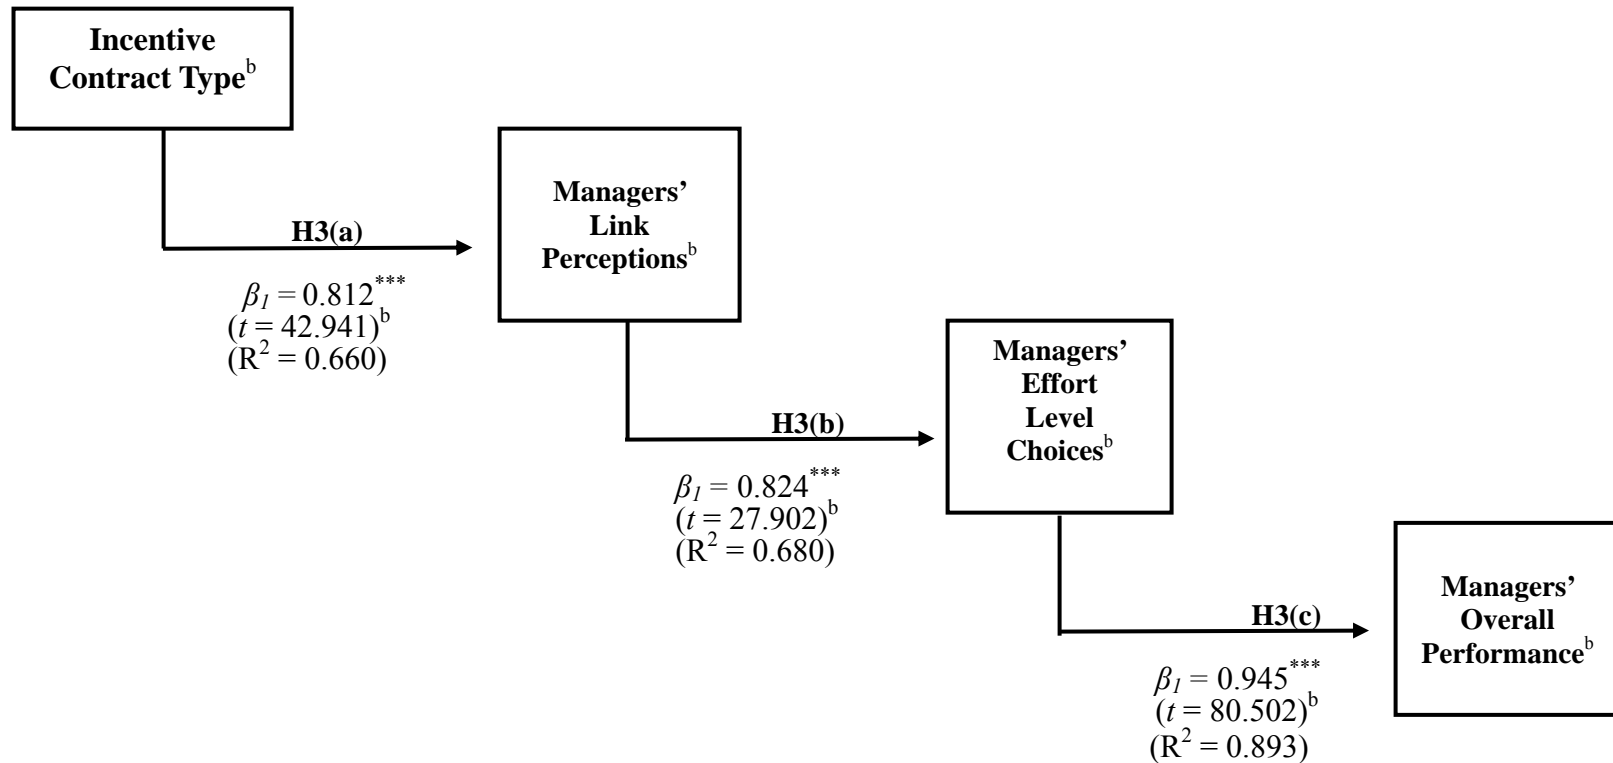 Incentive
Contract Type^b
H3(a)
β₁ = 0.812***
(t = 42.941)^b
(R² = 0.660)
Managers’
Link
Perceptions^b
H3(b)
β₁ = 0.824***
(t = 27.902)^b
(R² = 0.680)
Managers’
Effort
Level
Choices^b
H3(c)
β₁ = 0.945***
(t = 80.502)^b
(R² = 0.893)
Managers’
Overall
Performance^b